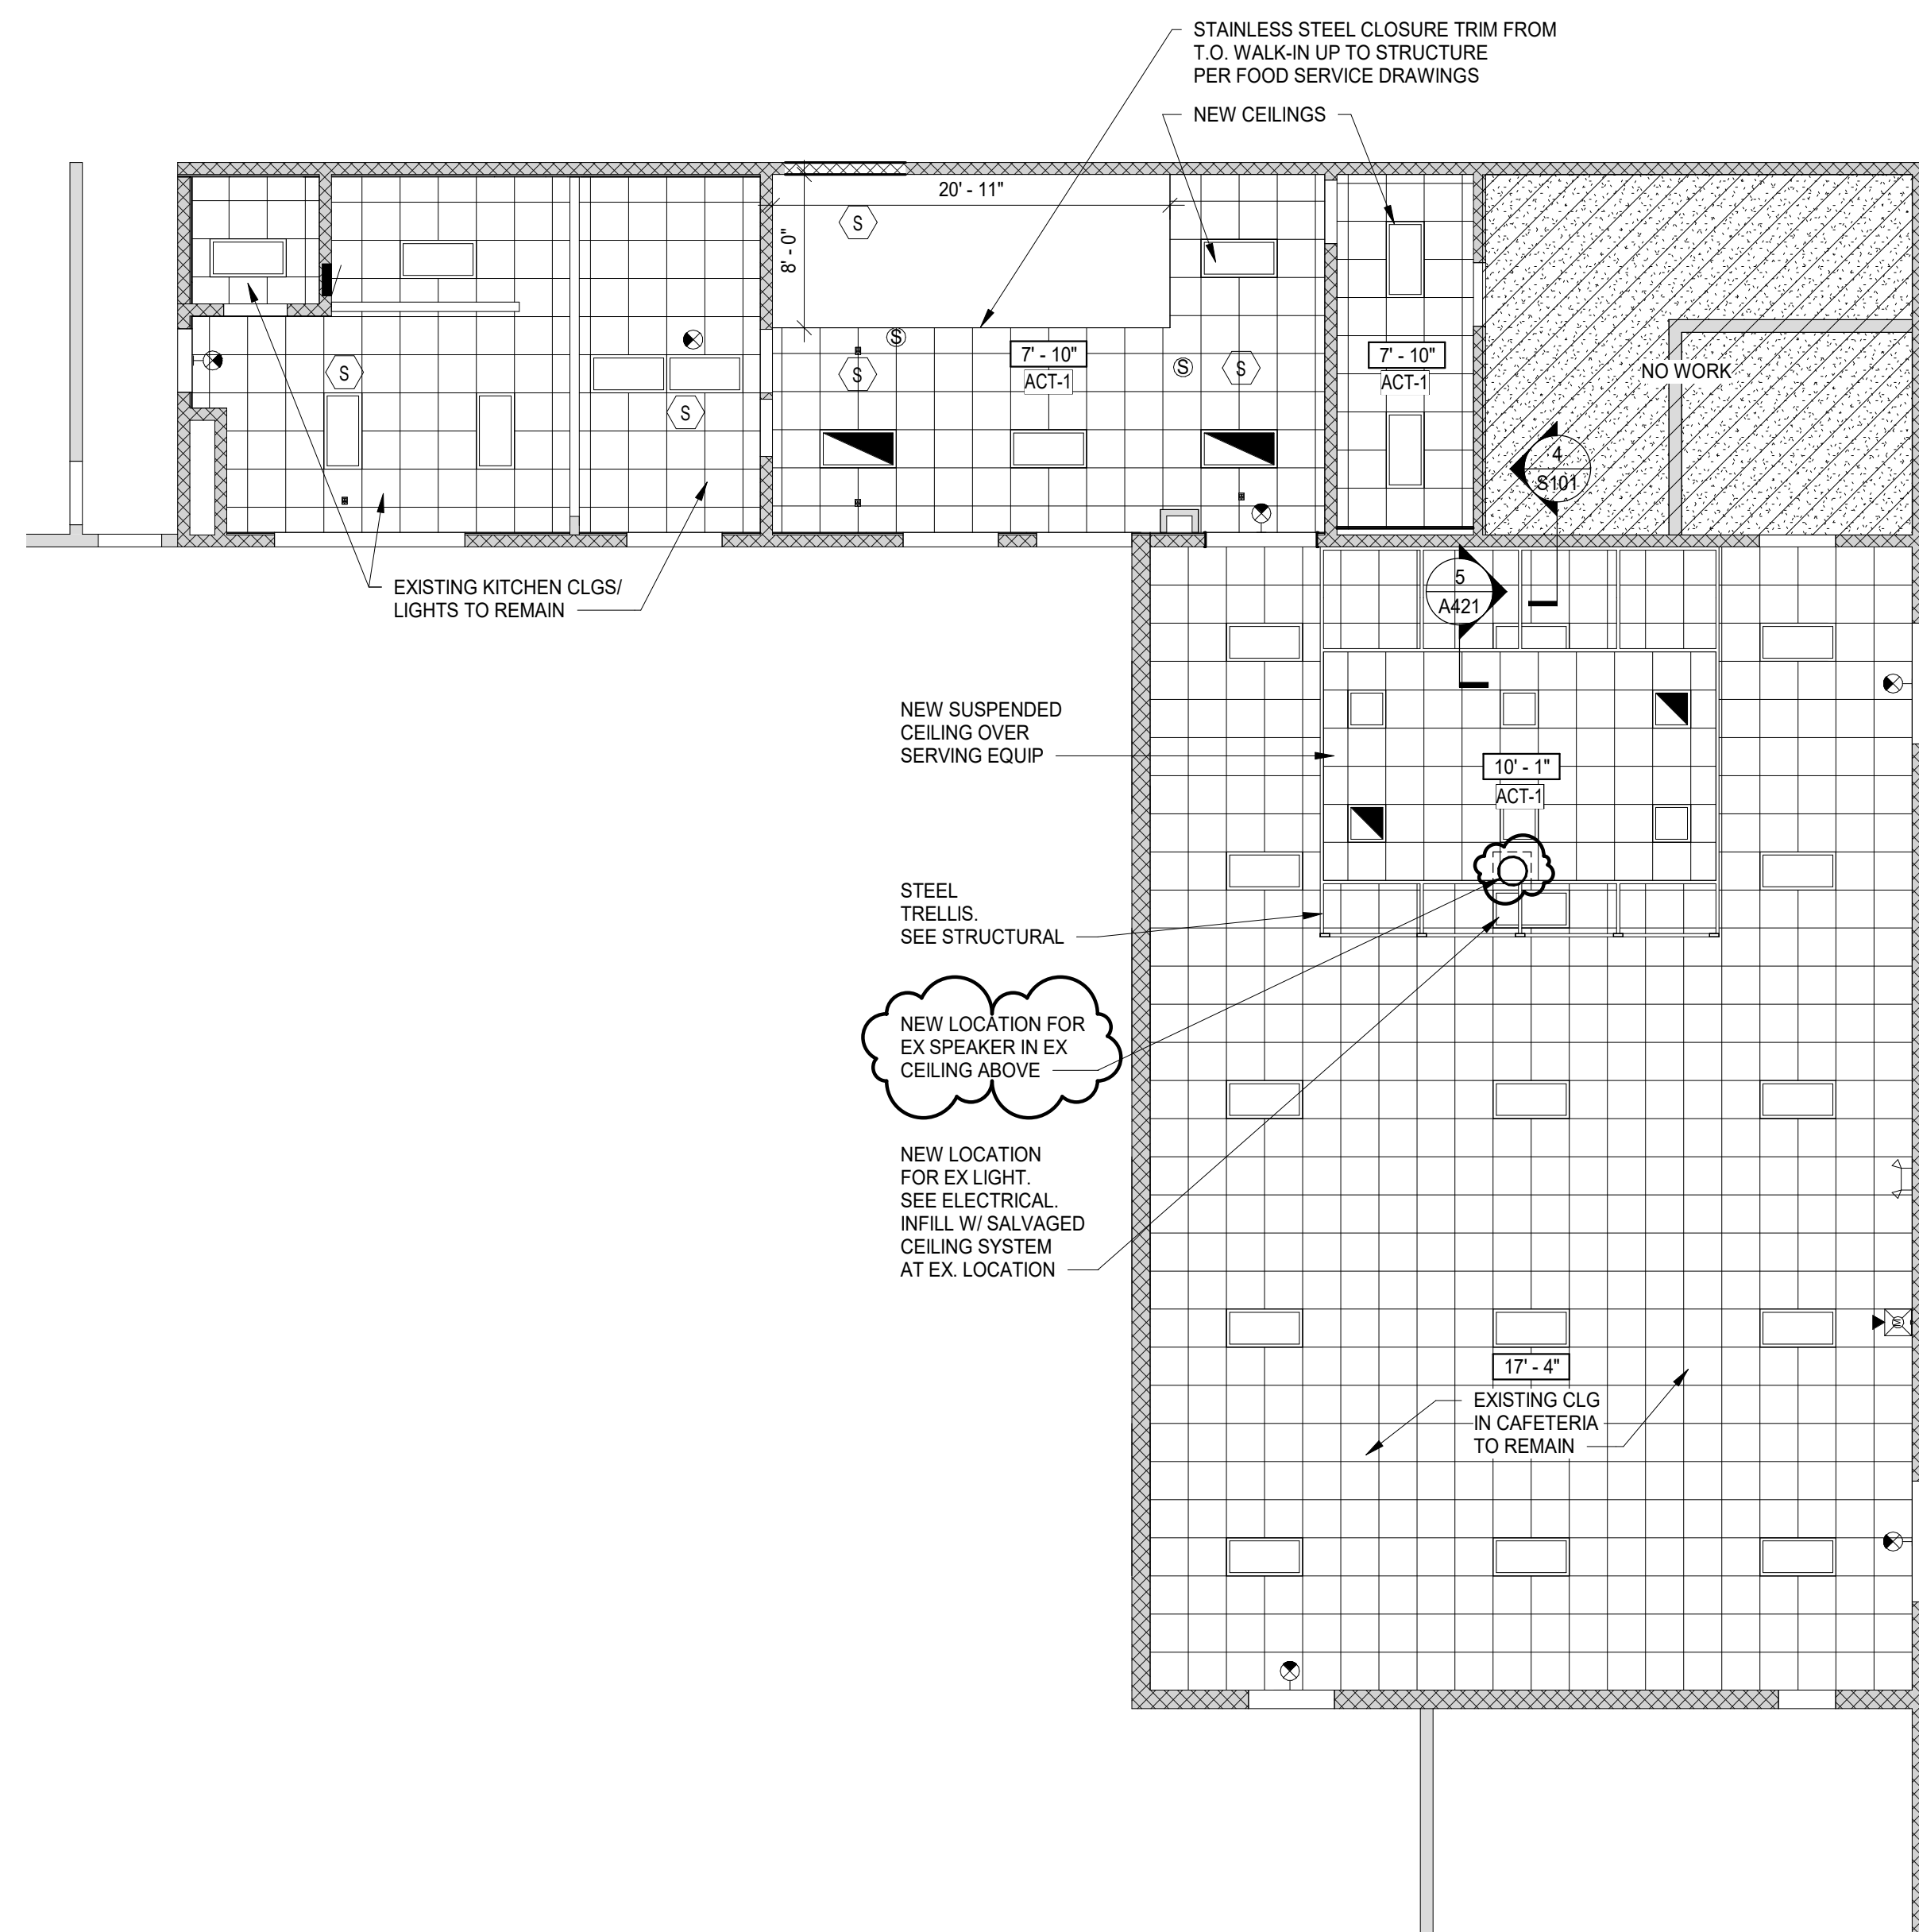 STAINLESS STEEL CLOSURE TRIM FROM
T.O. WALK-IN UP TO STRUCTURE
PER FOOD SERVICE DRAWINGS
NEW CEILINGS
20' - 11"
8' - 0"
S
S
S
S
S
S
S
7' - 10"
ACT-1
7' - 10"
ACT-1
NO WORK
4
S101
EXISTING KITCHEN CLGS/
LIGHTS TO REMAIN
5
A421
NEW SUSPENDED
CEILING OVER
SERVING EQUIP
10' - 1"
ACT-1
STEEL
TRELLIS.
SEE STRUCTURAL
NEW LOCATION FOR
EX SPEAKER IN EX
CEILING ABOVE
NEW LOCATION
FOR EX LIGHT.
SEE ELECTRICAL.
INFILL W/ SALVAGED
CEILING SYSTEM
AT EX. LOCATION
M
17' - 4"
EXISTING CLG
IN CAFETERIA
TO REMAIN